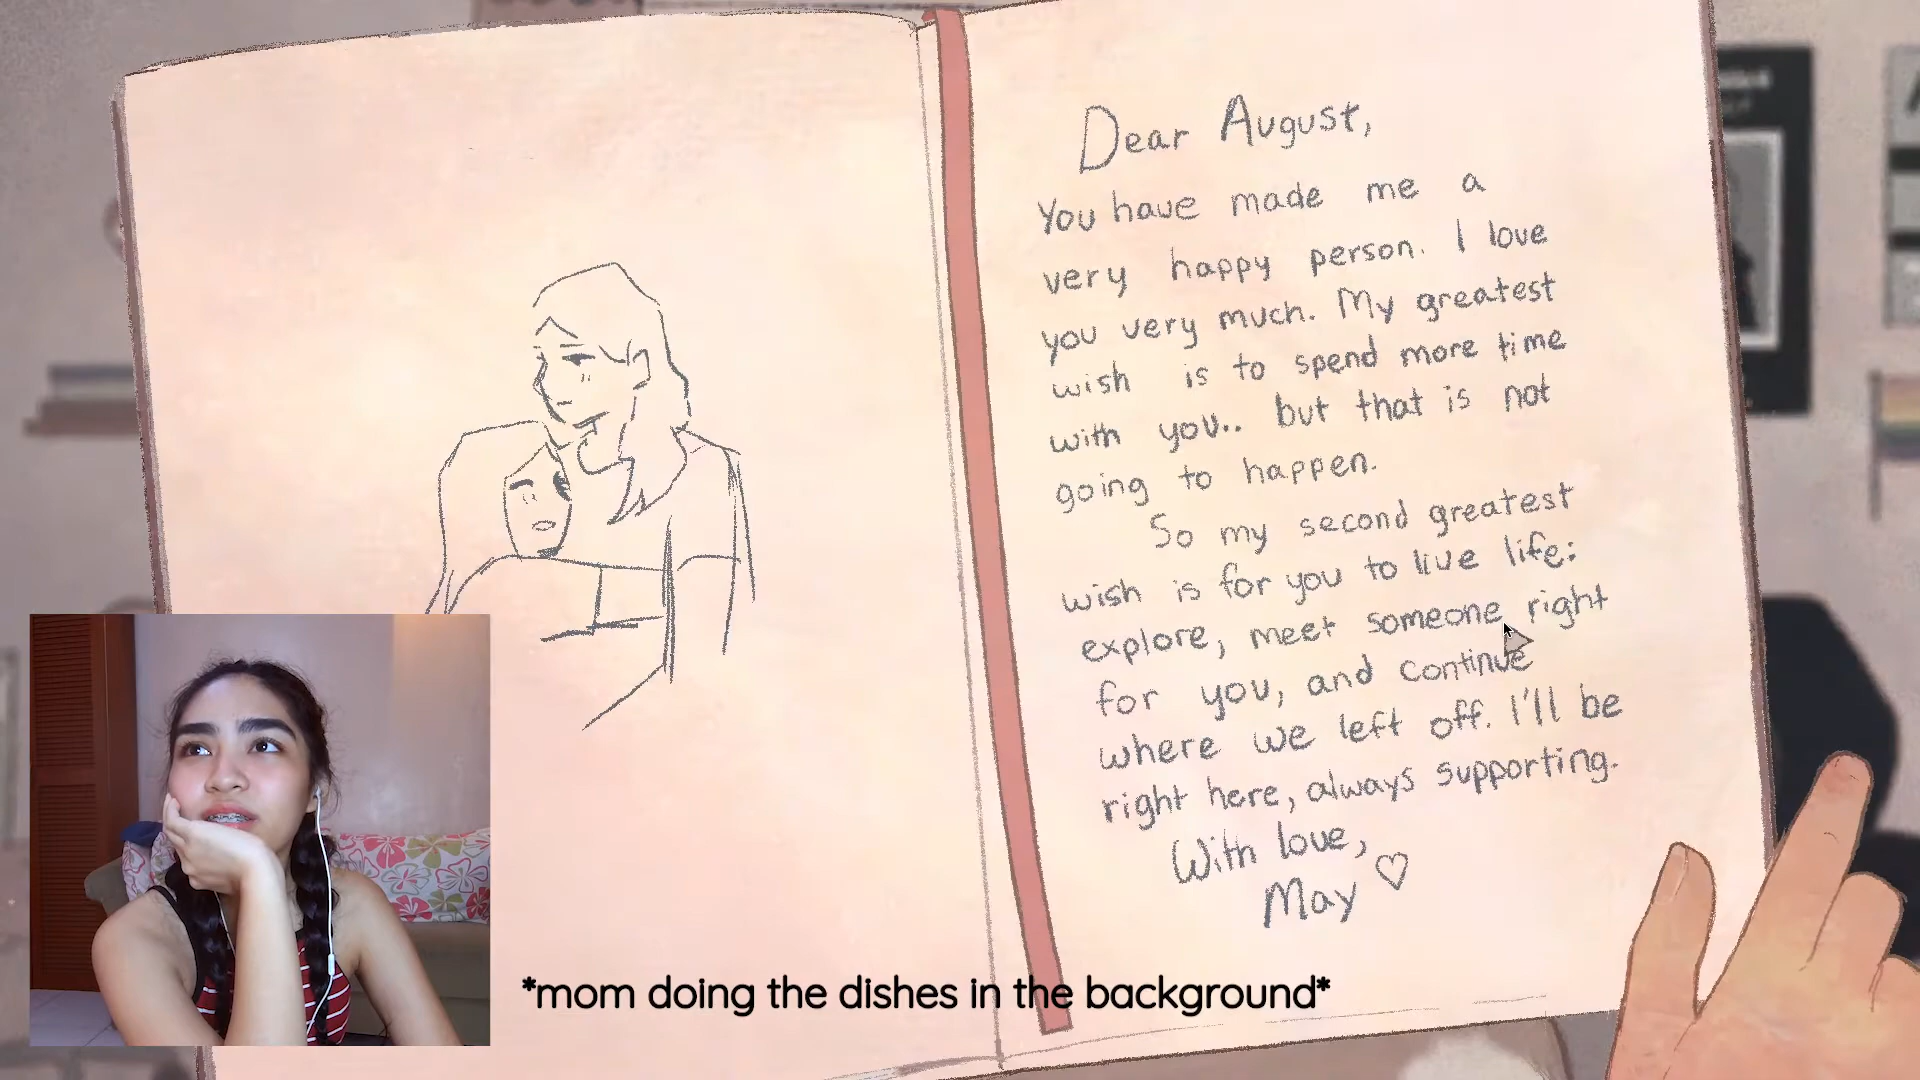 Dear August,
You have made me a
very happy person. I love
you very much. My greatest
wish is to spend more time
with you.. but that is not
going to happen.
So my second greatest
wish is for you to live life:
explore, meet someone right
for you, and continue
where we left off. I'll be
right here, always supporting.
With love,
May ♡
*mom doing the dishes in the background*